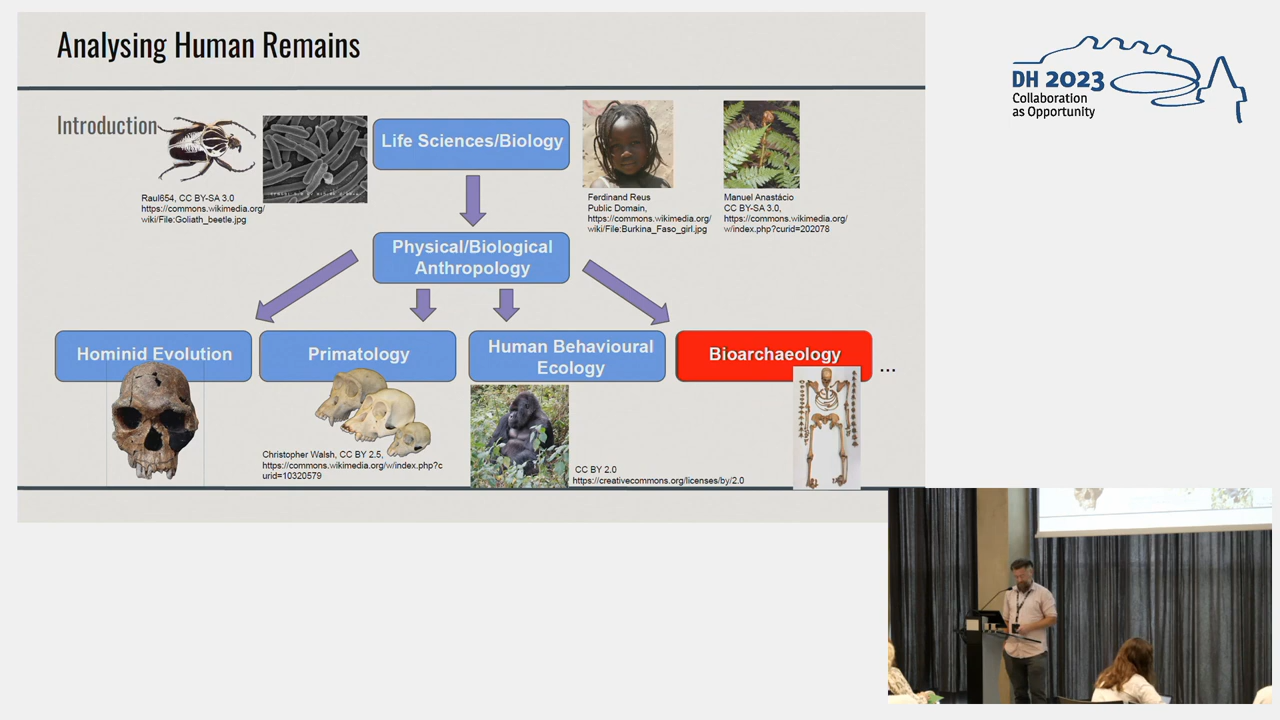 Analysing Human Remains
DH 2023
Collaboration
as Opportunity
Introduction
Life Sciences/Biology
Raul654, CC BY-SA 3.0
https://commons.wikimedia.org/
wiki/File:Goliath_beetle.jpg
Ferdinand Reus
Public Domain,
https://commons.wikimedia.org/
wiki/File:Burkina_Faso_girl.jpg
Manuel Anastácio
CC BY-SA 3.0,
https://commons.wikimedia.org/
w/index.php?curid=202078
Physical/Biological
Anthropology
Hominid Evolution
Primatology
Human Behavioural
Ecology
Bioarchaeology
...
Christopher Walsh, CC BY 2.5,
https://commons.wikimedia.org/w/index.php?c
urid=10320579
CC BY 2.0
https://creativecommons.org/licenses/by/2.0